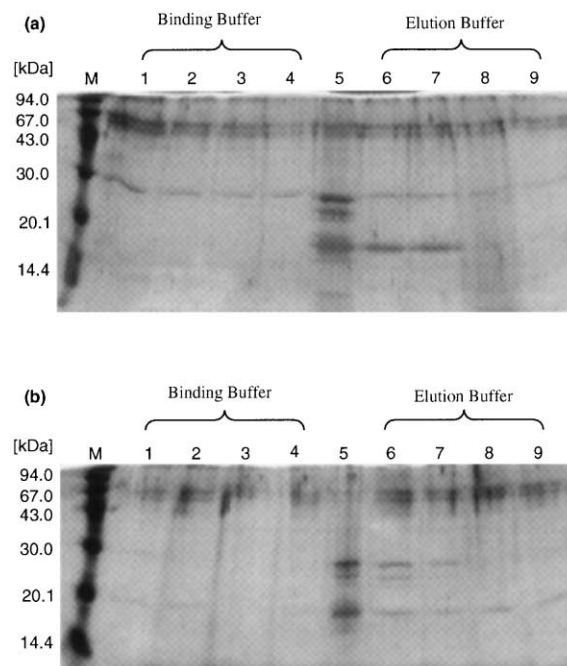 (a)
Binding Buffer
Elution Buffer
[kDa] M 1 2 3 4 5 6 7 8 9
94.0
67.0
43.0
30.0
20.1
14.4
(b)
Binding Buffer
Elution Buffer
[kDa] M 1 2 3 4 5 6 7 8 9
94.0
67.0
43.0
30.0
20.1
14.4